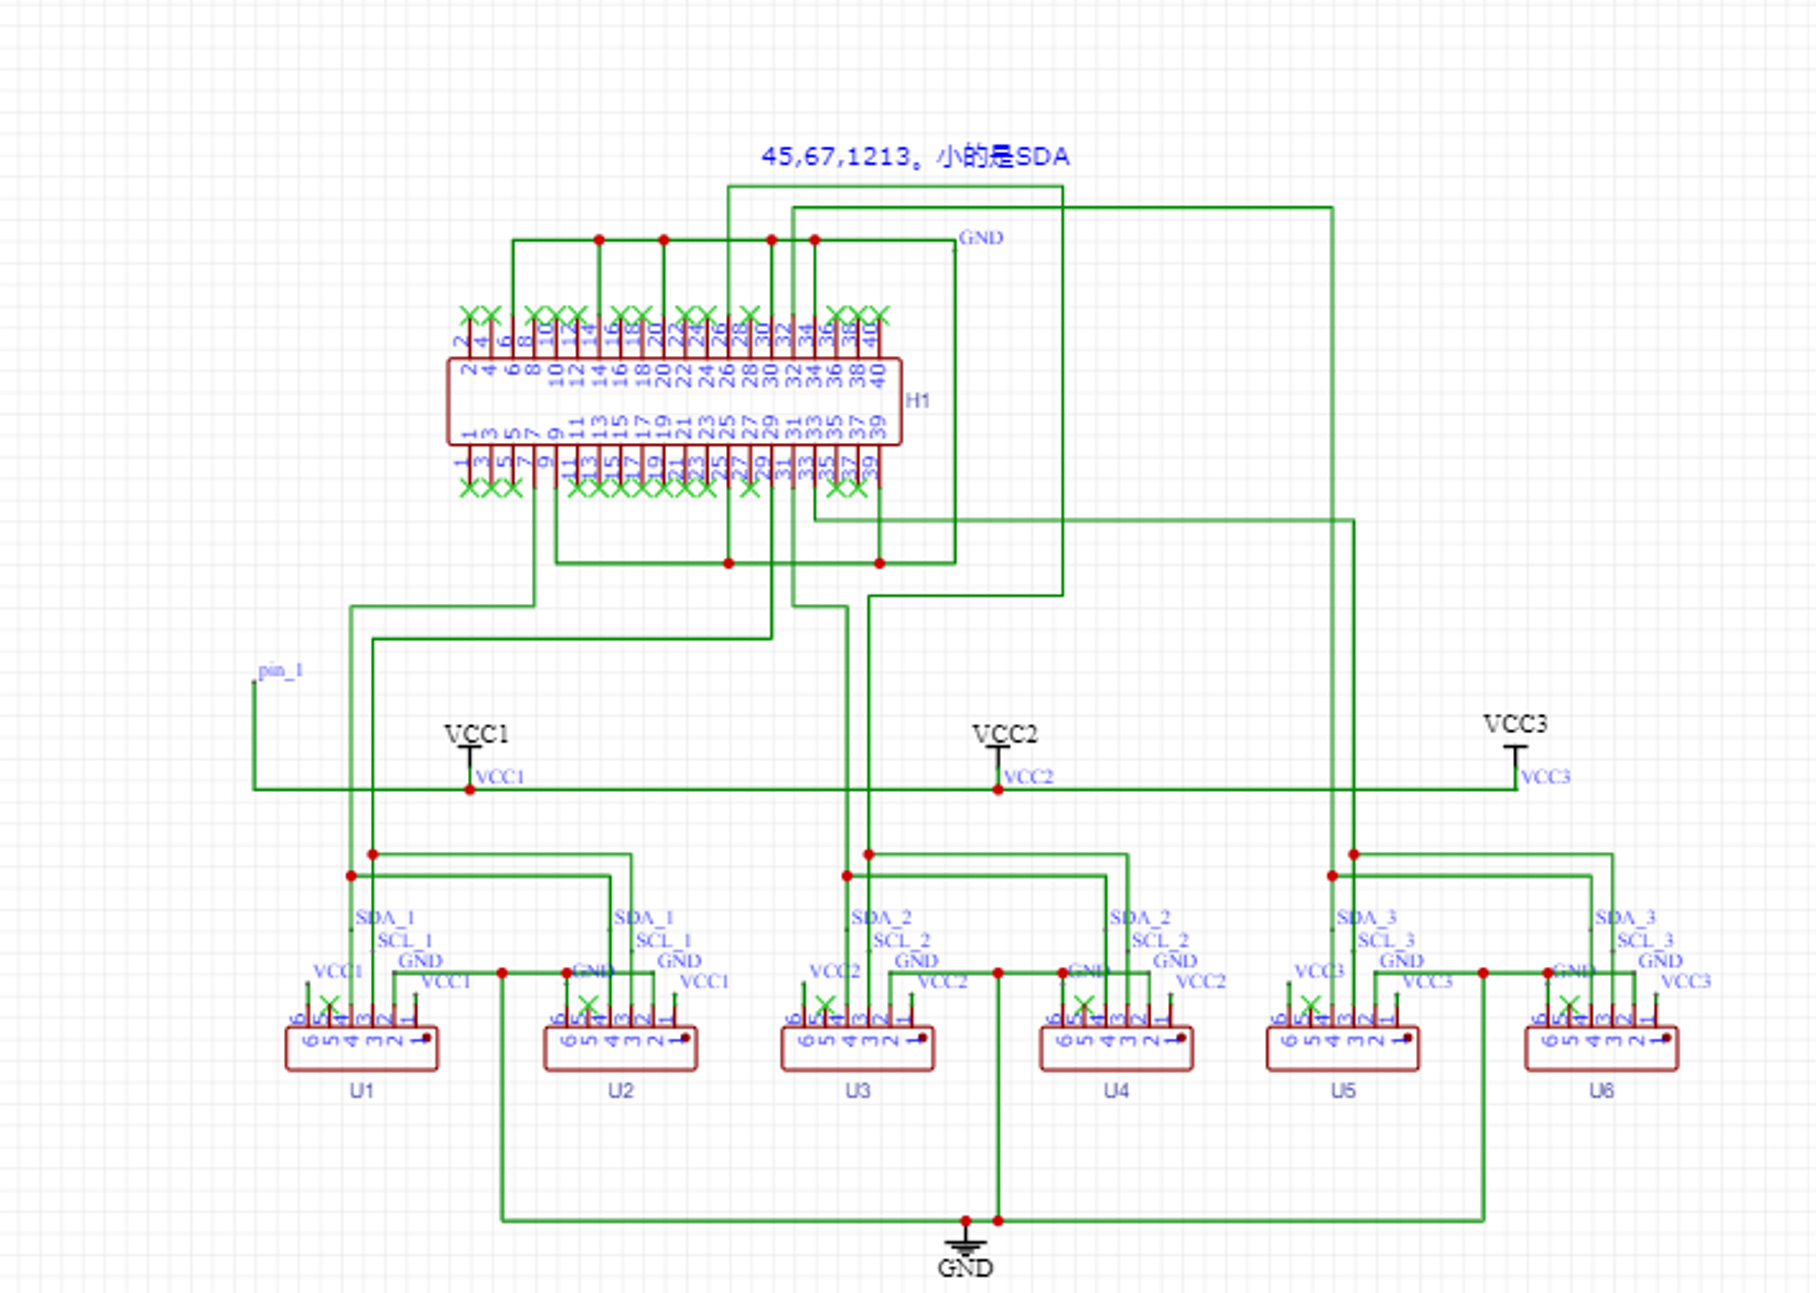 45,67,1213。小的是SDA
GND
2 4 6 8 10 12 14 16 18 20 22 24 26 28 30 32 34 36 38 40
2 4 6 8 10 12 14 16 18 20 22 24 26 28 30 32 34 36 38 40
H1
1 3 5 7 9 11 13 15 17 19 21 23 25 27 29 31 33 35 37 39
1 3 5 7 9 11 13 15 17 19 21 23 25 27 29 31 33 35 37 39
pin_1
VCC1 VCC2 VCC3
VCC1 VCC2 VCC3
SDA_1 SDA_1 SDA_2 SDA_2 SDA_3 SDA_3
SCL_1 SCL_1 SCL_2 SCL_2 SCL_3 SCL_3
GND GND GND GND GND GND
VCC1 GND VCC2 GND VCC3 GND
VCC1 VCC1 VCC2 VCC2 VCC3 VCC3
6 5 4 3 2 1 6 5 4 3 2 1 6 5 4 3 2 1 6 5 4 3 2 1 6 5 4 3 2 1 6 5 4 3 2 1
6 5 4 3 2 1 6 5 4 3 2 1 6 5 4 3 2 1 6 5 4 3 2 1 6 5 4 3 2 1 6 5 4 3 2 1
U1 U2 U3 U4 U5 U6
GND